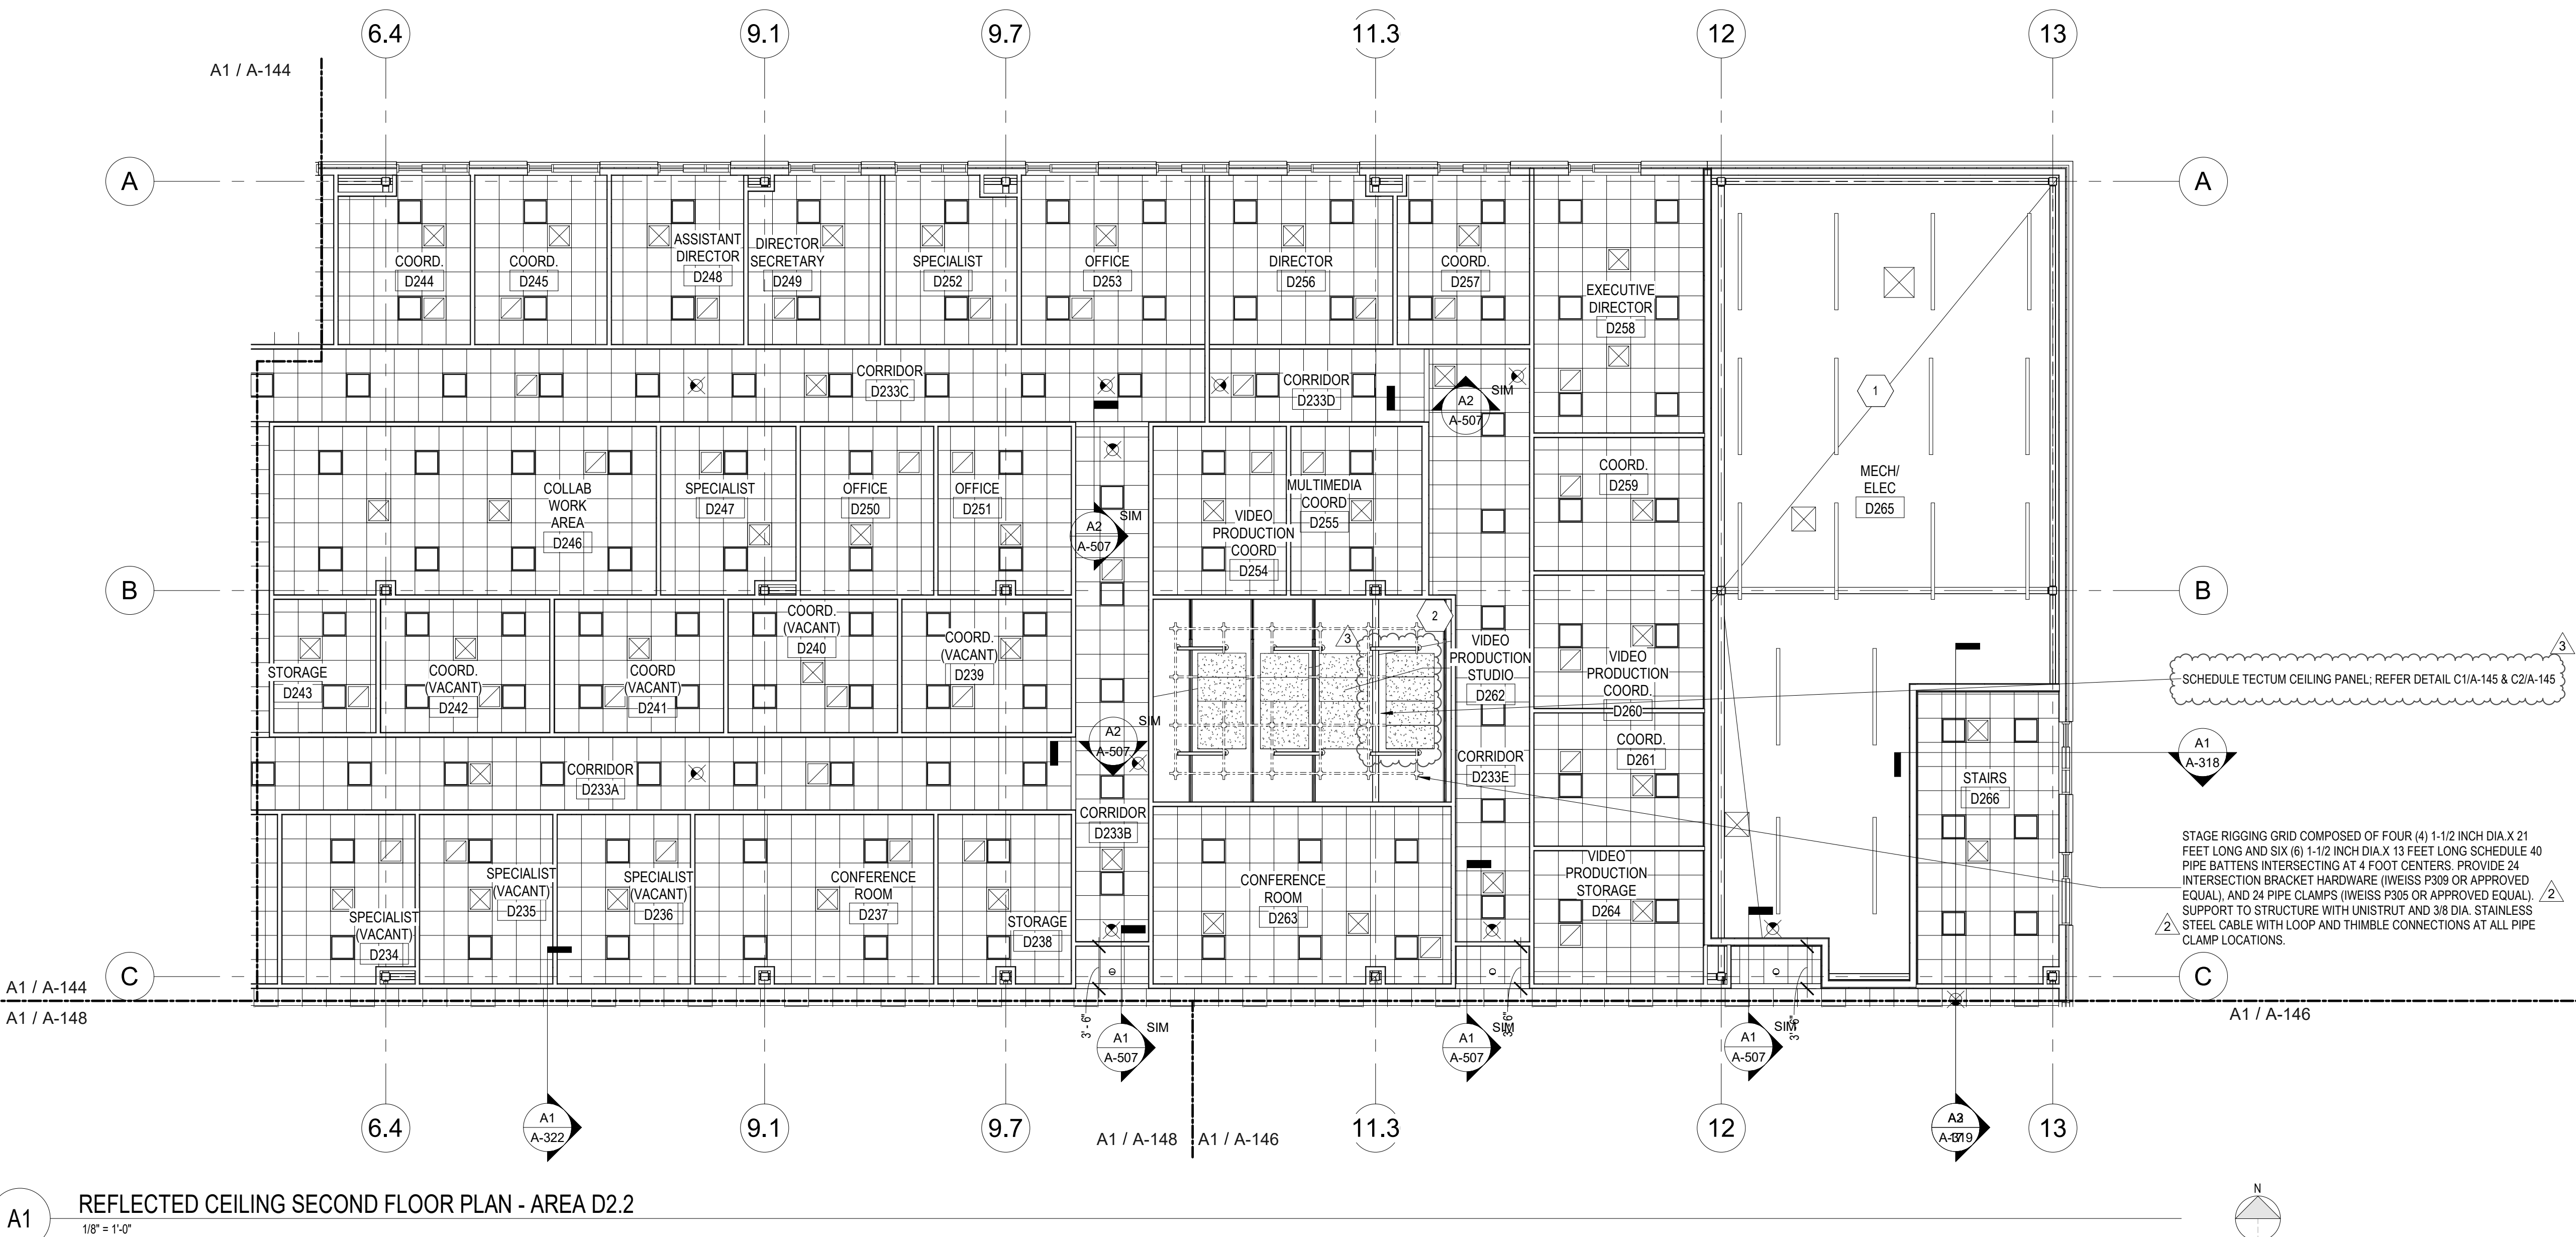 6.4
9.1
9.7
11.3
12
13
A1 / A-144
A
A
COORD.
D244
COORD.
D245
ASSISTANT
DIRECTOR
D248
DIRECTOR
SECRETARY
D249
SPECIALIST
D252
OFFICE
D253
DIRECTOR
D256
COORD.
D257
EXECUTIVE
DIRECTOR
D258
CORRIDOR
D233C
CORRIDOR
D233D
A2
A-507
SIM
1
MECH/
ELEC
D265
COLLAB
WORK
AREA
D246
SPECIALIST
D247
OFFICE
D250
OFFICE
D251
A2
A-507
SIM
VIDEO
PRODUCTION
COORD
D254
MULTIMEDIA
COORD
D255
COORD.
D259
B
B
STORAGE
D243
COORD.
(VACANT)
D242
COORD
(VACANT)
D241
COORD.
(VACANT)
D240
COORD.
(VACANT)
D239
3
2
VIDEO
PRODUCTION
STUDIO
D262
VIDEO
PRODUCTION
COORD.
D260
3
SCHEDULE TECTUM CEILING PANEL; REFER DETAIL C1/A-145 & C2/A-145
A2
A-507
SIM
CORRIDOR
D233A
CORRIDOR
D233B
CORRIDOR
D233E
COORD.
D261
STAIRS
D266
A1
A-318
SPECIALIST
(VACANT)
D234
SPECIALIST
(VACANT)
D235
SPECIALIST
(VACANT)
D236
CONFERENCE
ROOM
D237
STORAGE
D238
CONFERENCE
ROOM
D263
VIDEO
PRODUCTION
STORAGE
D264
STAGE RIGGING GRID COMPOSED OF FOUR (4) 1-1/2 INCH DIA.X 21
FEET LONG AND SIX (6) 1-1/2 INCH DIA.X 13 FEET LONG SCHEDULE 40
PIPE BATTENS INTERSECTING AT 4 FOOT CENTERS. PROVIDE 24
INTERSECTION BRACKET HARDWARE (IWEISS P309 OR APPROVED
EQUAL), AND 24 PIPE CLAMPS (IWEISS P305 OR APPROVED EQUAL). 2
SUPPORT TO STRUCTURE WITH UNISTRUT AND 3/8 DIA. STAINLESS
2 STEEL CABLE WITH LOOP AND THIMBLE CONNECTIONS AT ALL PIPE
CLAMP LOCATIONS.
C
C
A1 / A-144
A1 / A-148
A1 / A-146
3' - 6"
A1
A-507
SIM
A1
A-507
SIM
3' - 6"
A1
A-507
SIM
3' - 6"
6.4
A1
A-322
9.1
9.7
A1 / A-148
A1 / A-146
11.3
12
13
A1
REFLECTED CEILING SECOND FLOOR PLAN - AREA D2.2
1/8" = 1'-0"
N